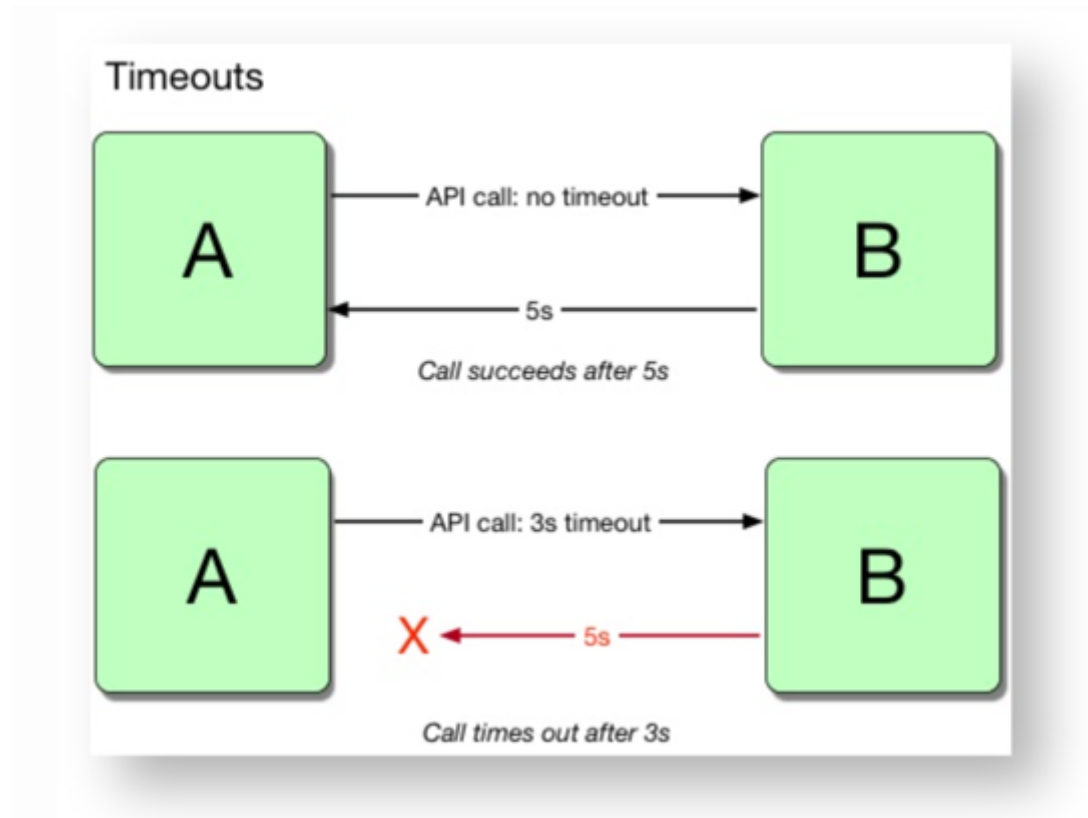 Timeouts
A
API call: no timeout
B
5s
Call succeeds after 5s
A
API call: 3s timeout
B
X
5s
Call times out after 3s